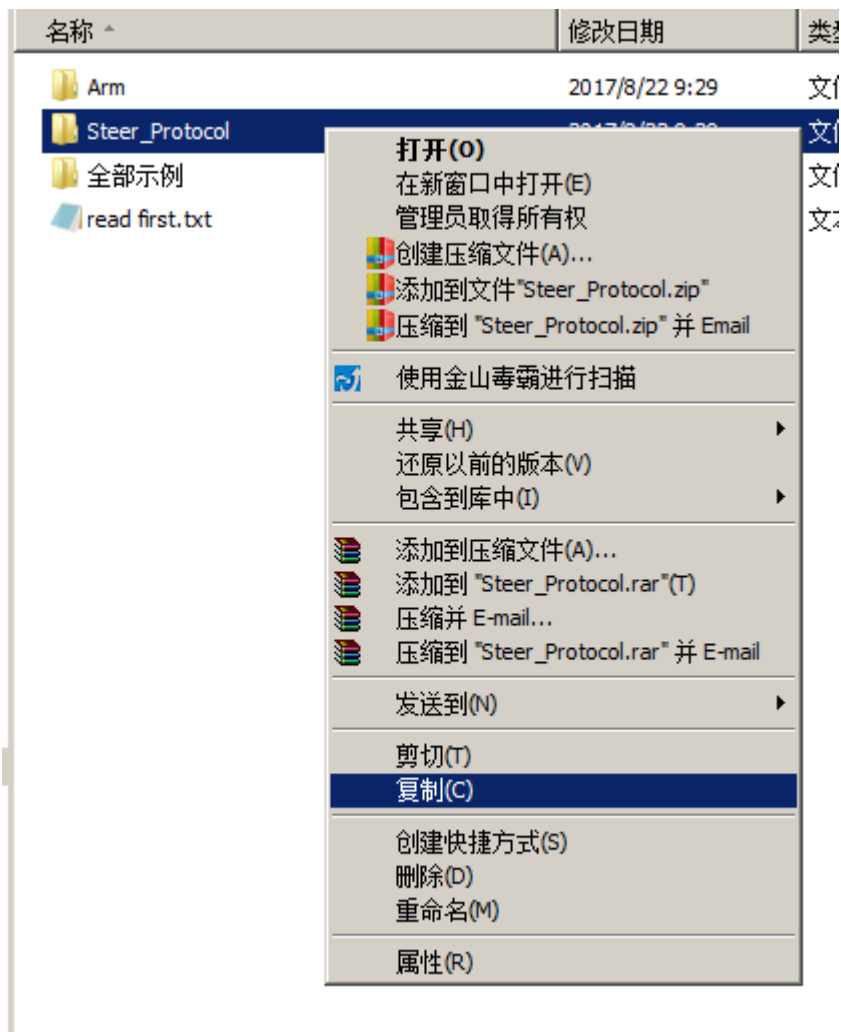 名称 修改日期
Arm 2017/8/22 9:29
Steer_Protocol
全部示例
read first.txt
打开(O)
在新窗口中打开(E)
管理员取得所有权
创建压缩文件(A)...
添加到文件"Steer_Protocol.zip"
压缩到 "Steer_Protocol.zip" 并 Email
使用金山毒霸进行扫描
共享(H)
还原以前的版本(V)
包含到库中(I)
添加到压缩文件(A)...
添加到 "Steer_Protocol.rar"(T)
压缩并 E-mail...
压缩到 "Steer_Protocol.rar" 并 E-mail
发送到(N)
剪切(T)
复制(C)
创建快捷方式(S)
删除(D)
重命名(M)
属性(R)